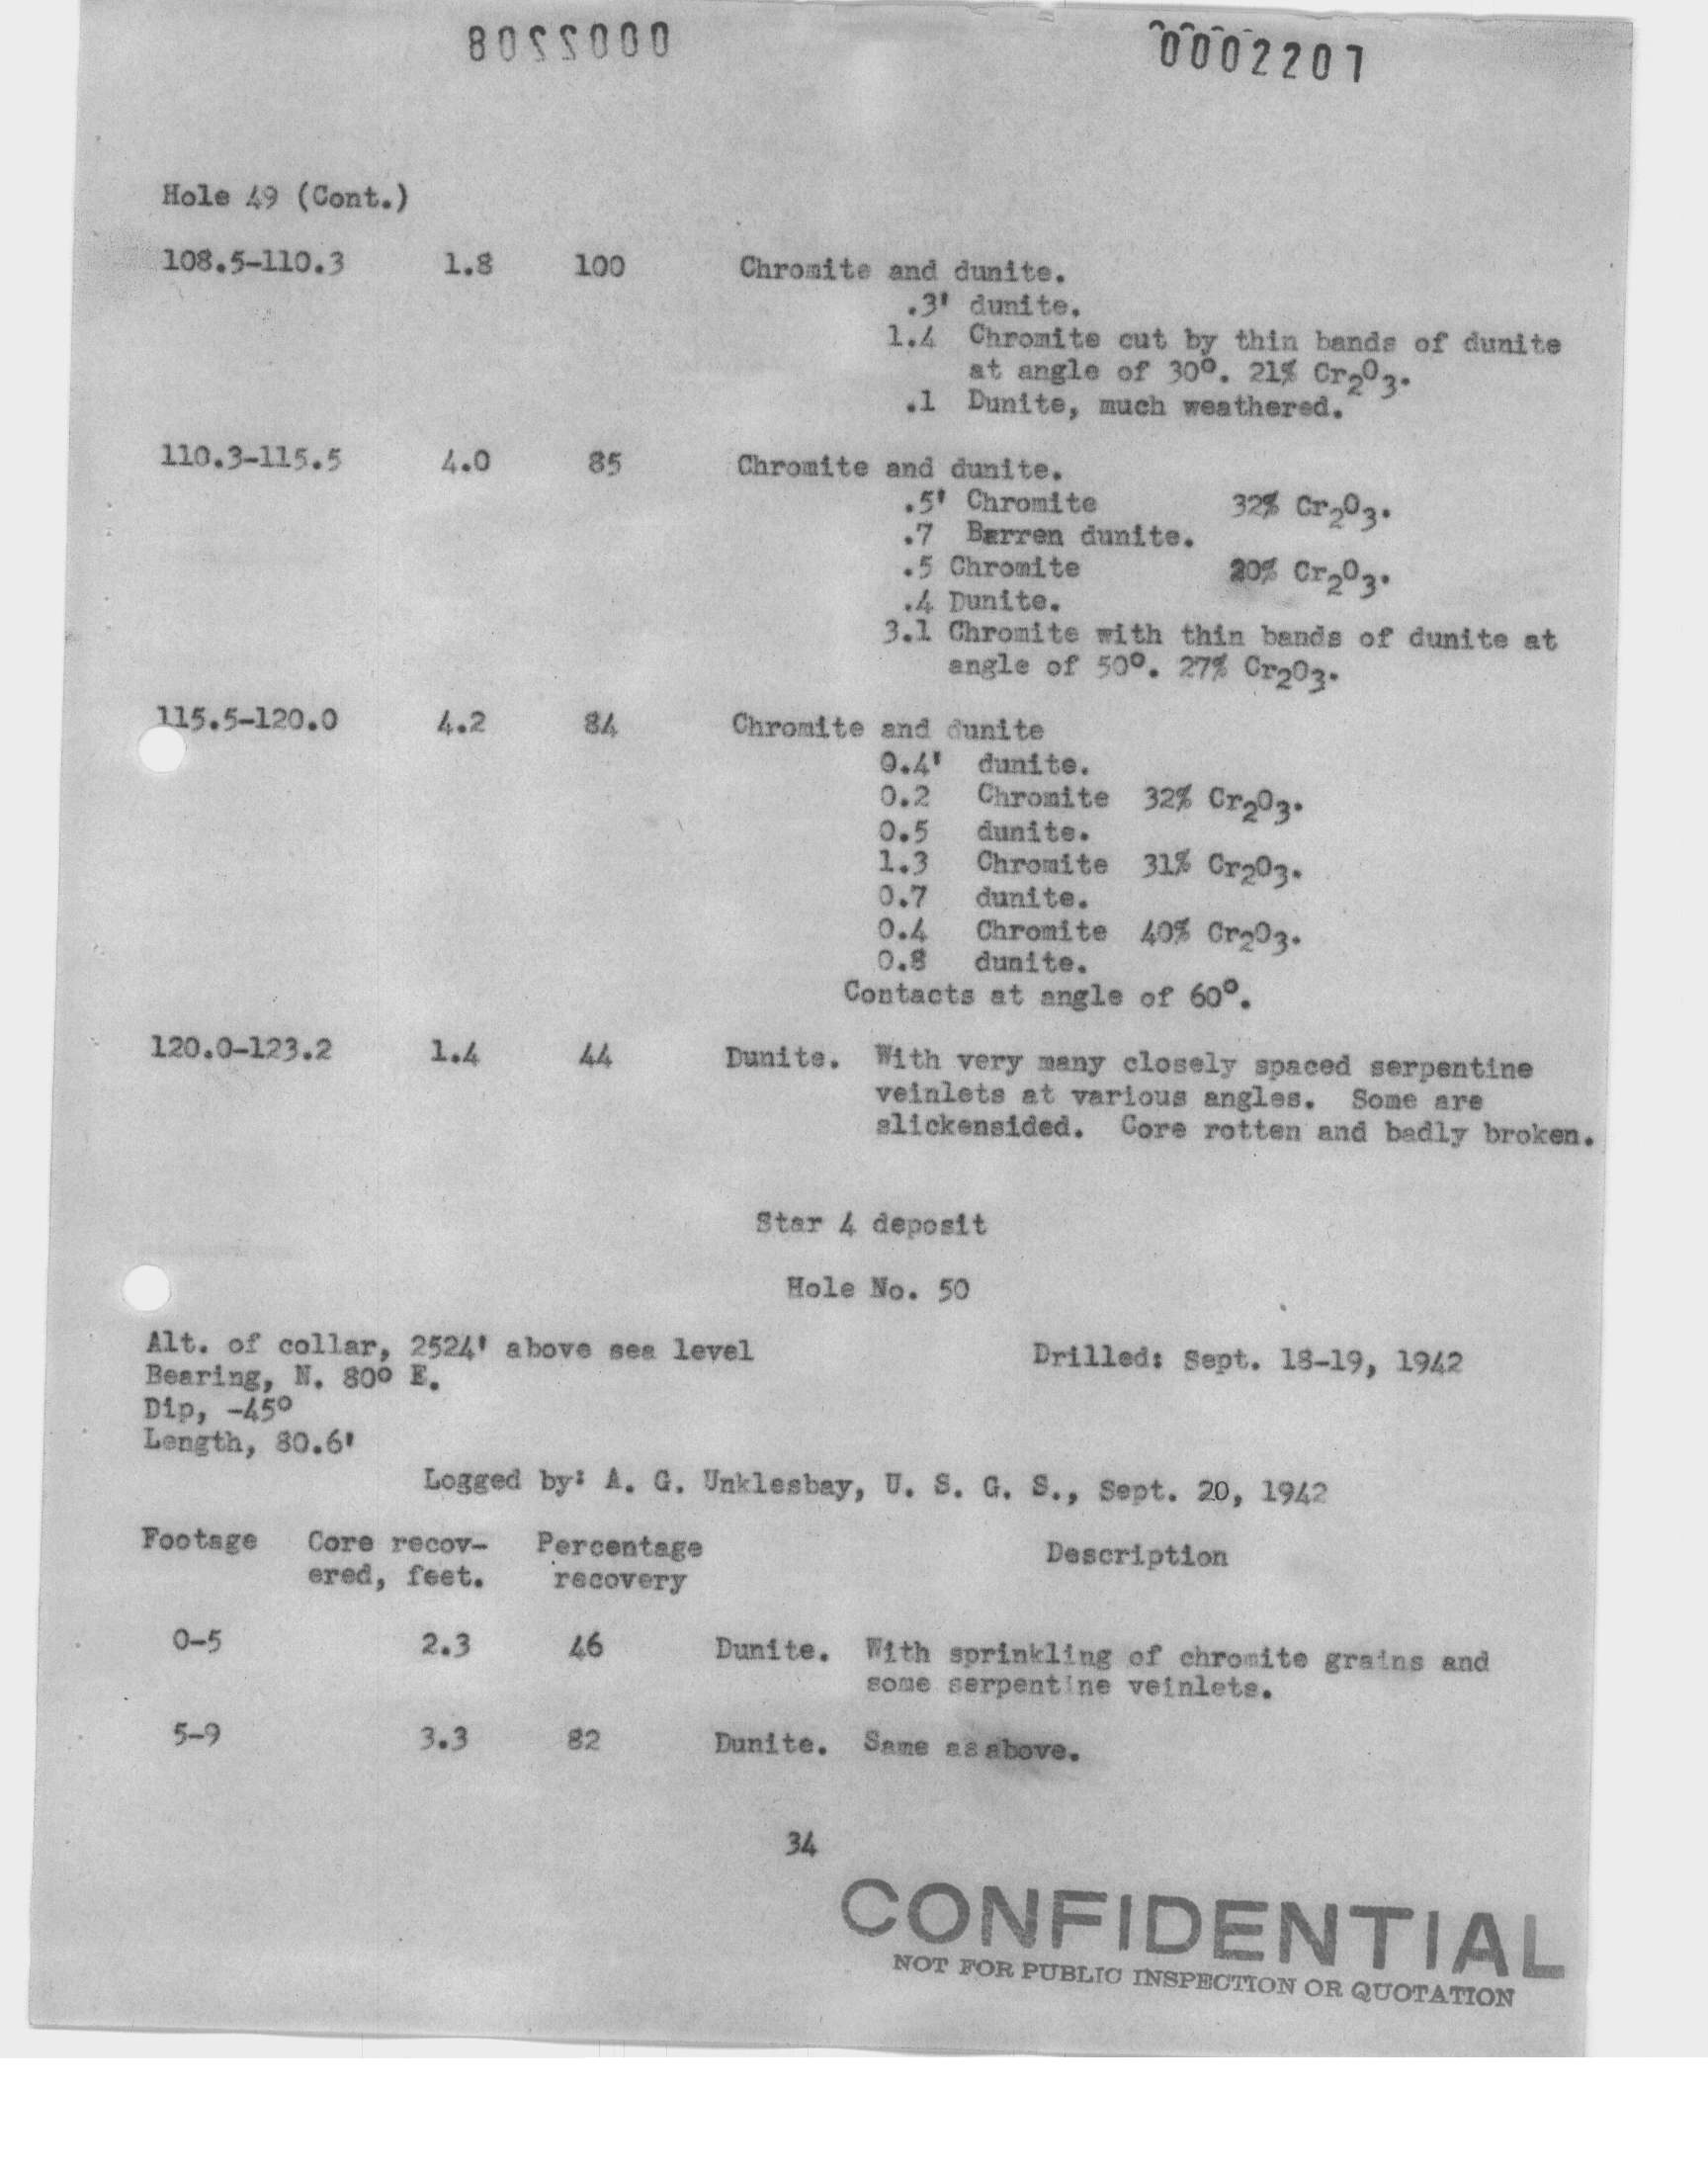 0002208 0002207
Hole 49 (Cont.)
108.5-110.3 1.8 100 Chromite and dunite.
.3' dunite.
1.4 Chromite cut by thin bands of dunite
at angle of 30°. 21% Cr2O3.
.1 Dunite, much weathered.
110.3-115.5 4.0 85 Chromite and dunite.
.5' Chromite 32% Cr2O3.
.7 Barren dunite.
.5 Chromite 20% Cr2O3.
.4 Dunite.
3.1 Chromite with thin bands of dunite at
angle of 50°. 27% Cr2O3.
115.5-120.0 4.2 84 Chromite and dunite
0.4' dunite.
0.2 Chromite 32% Cr2O3.
0.5 dunite.
1.3 Chromite 31% Cr2O3.
0.7 dunite.
0.4 Chromite 40% Cr2O3.
0.8 dunite.
Contacts at angle of 60°.
120.0-123.2 1.4 44 Dunite. With very many closely spaced serpentine
veinlets at various angles. Some are
slickensided. Core rotten and badly broken.
Star 4 deposit
Hole No. 50
Alt. of collar, 2524' above sea level Drilled: Sept. 18-19, 1942
Bearing, N. 80° E.
Dip, -45°
Length, 80.6'
Logged by: A. G. Unklesbay, U. S. G. S., Sept. 20, 1942
Footage Core recov- Percentage Description
ered, feet. recovery
0-5 2.3 46 Dunite. With sprinkling of chromite grains and
some serpentine veinlets.
5-9 3.3 82 Dunite. Same as above.
34
CONFIDENTIAL
NOT FOR PUBLIC INSPECTION OR QUOTATION